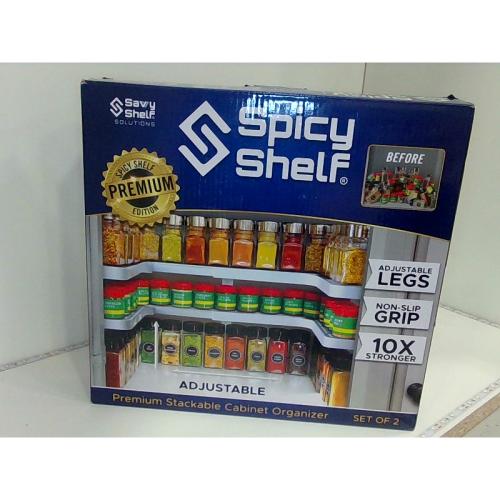 Savvy
Shelf
SOLUTIONS
Spicy
Shelf®
BEFORE
SPICY SHELF
PREMIUM
EDITION
ADJUSTABLE
LEGS
NON-SLIP
GRIP
10X
STRONGER
ADJUSTABLE
Premium Stackable Cabinet Organizer
SET OF 2